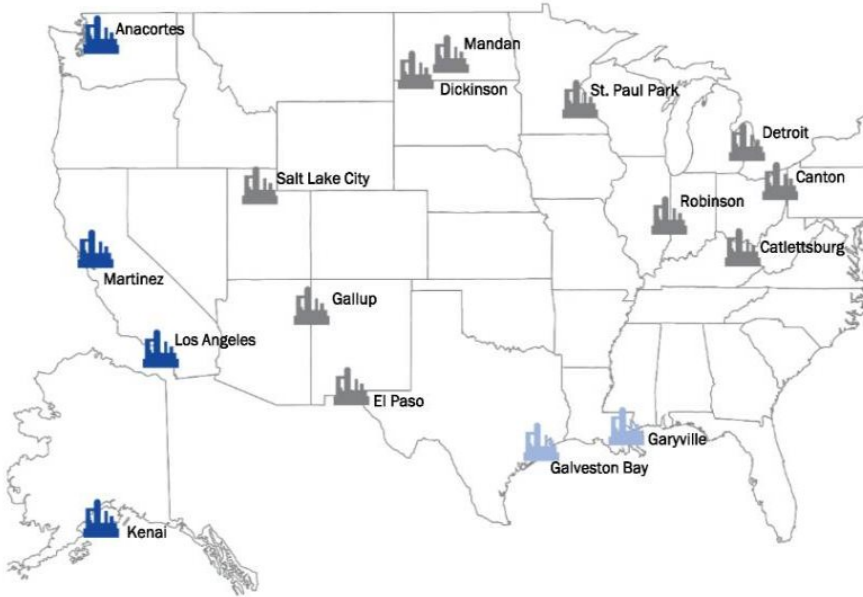 Anacortes
Mandan
Dickinson
St. Paul Park
Detroit
Canton
Salt Lake City
Robinson
Catlettsburg
Martinez
Gallup
Los Angeles
El Paso
Garyville
Galveston Bay
Kenai